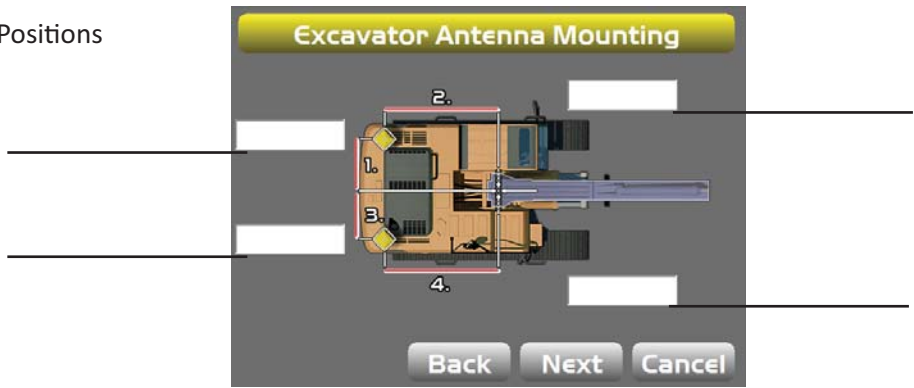 Positions
Excavator Antenna Mounting
2.
1.
3.
4.
Back Next Cancel